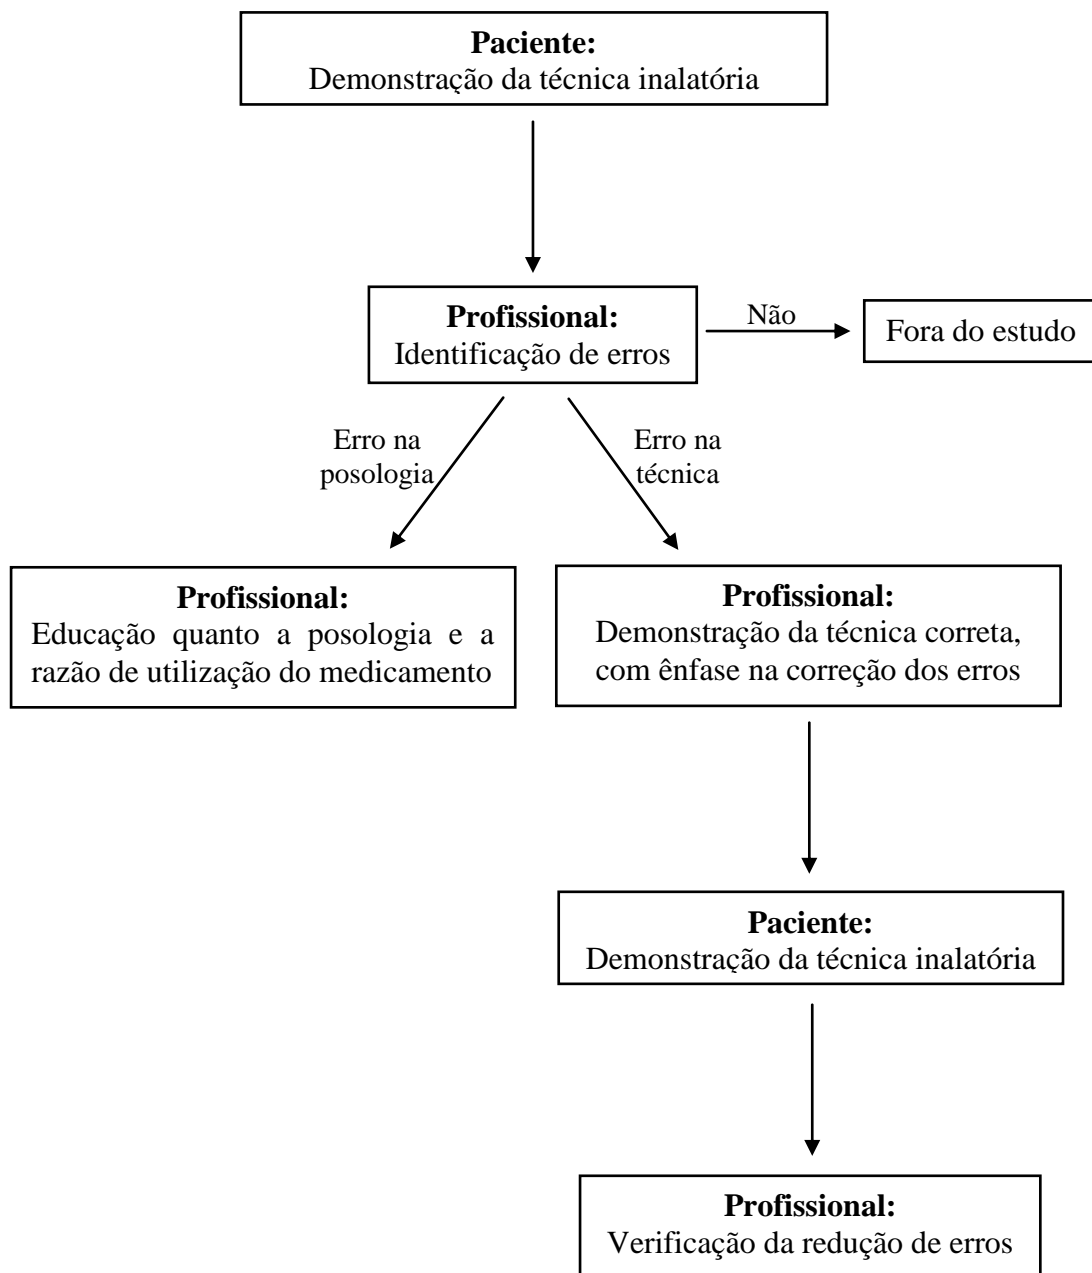 Paciente:
Demonstração da técnica inalatória
Profissional:
Identificação de erros
Não
Fora do estudo
Erro na
posologia
Erro na
técnica
Profissional:
Educação quanto a posologia e a
razão de utilização do medicamento
Profissional:
Demonstração da técnica correta,
com ênfase na correção dos erros
Paciente:
Demonstração da técnica inalatória
Profissional:
Verificação da redução de erros